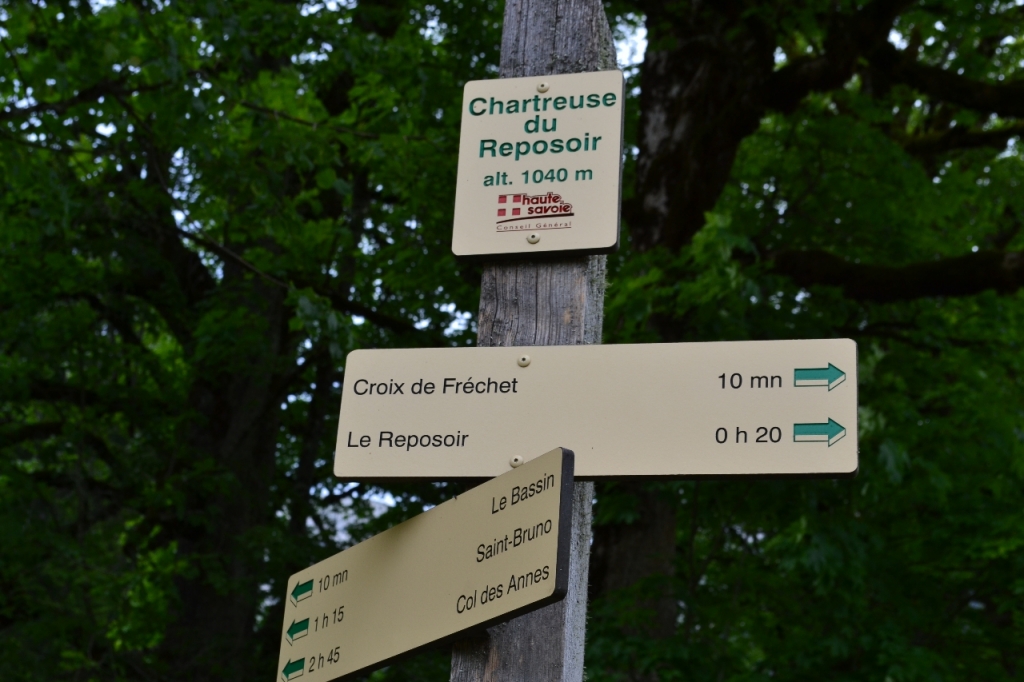 Chartreuse
du
Reposoir
alt. 1040 m
haute
savoie
Conseil Général
Croix de Fréchet 10 mn
Le Reposoir 0 h 20
10 mn Le Bassin
1 h 15 Saint-Bruno
2 h 45 Col des Annes